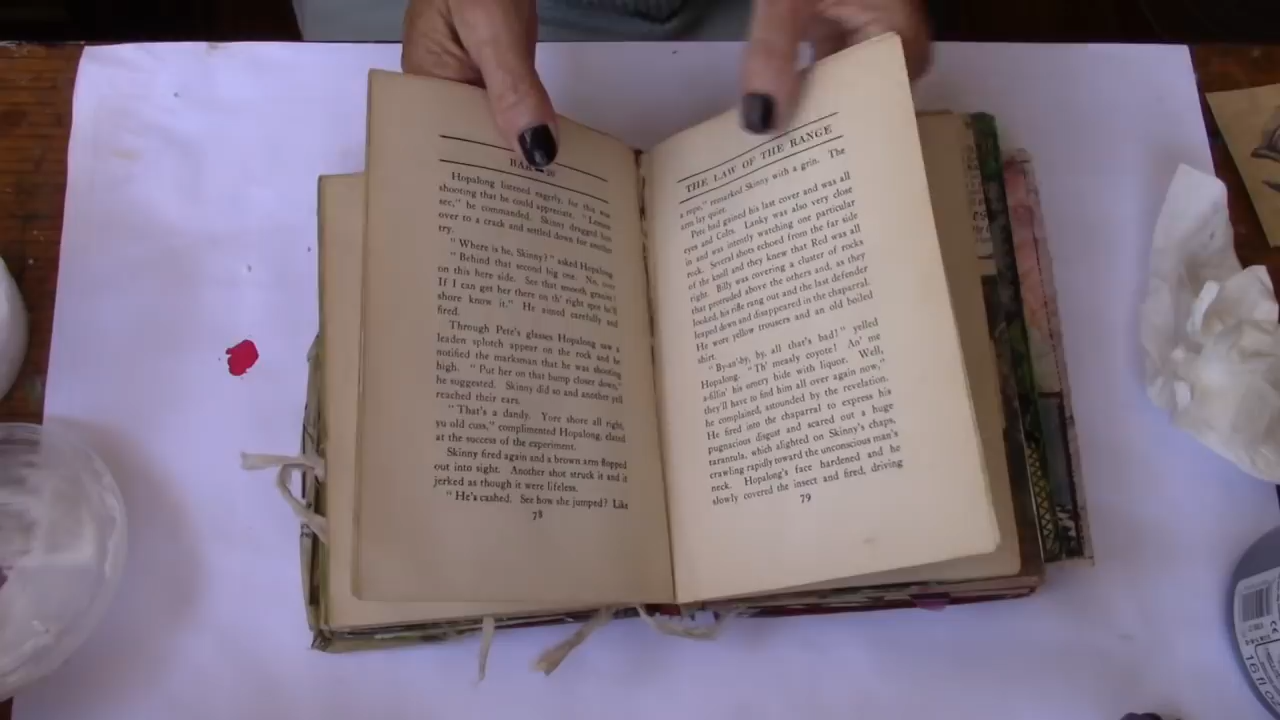 BAR-20
Hopalong listened eagerly, for this was
shooting that he could appreciate. "Lemme
see," he commanded. Skinny dragged him
over to a crack and settled down for another
try.
"Where is he, Skinny?" asked Hopalong
"Behind that second big one. No, over
on this here side. See that smooth granite?
If I can get her there on th' right spot he'll
shore know it." He aimed carefully and
fired.
Through Pete's glasses Hopalong saw a
leaden splotch appear on the rock and he
notified the marksman that he was shooting
high. "Put her on that bump closer down,"
he suggested. Skinny did so and another yell
reached their ears.
"That's a dandy. Yore shore all right,
yu old cuss," complimented Hopalong, elated
at the success of the experiment.
Skinny fired again and a brown arm flopped
out into sight. Another shot struck it and it
jerked as though it were lifeless.
"He's cashed. See how she jumped? Like
78
THE LAW OF THE RANGE
a rope," remarked Skinny with a grin. The
arm lay quiet.
Pete had gained his last cover and was all
eyes and Colts. Lanky was also very close
in and was intently watching one particular
rock. Several shots echoed from the far side
of the knoll and they knew that Red was all
right. Billy was covering a cluster of rocks
that protruded above the others and, as they
looked, his rifle rang out and the last defender
leaped down and disappeared in the chaparral.
He wore yellow trousers and an old boiled
shirt.
"By-an'-by, by, all that's bad!" yelled
Hopalong. "Th' measly coyote! An' me
a-fillin' his ornery hide with liquor. Well,
they'll have to find him all over again now,"
he complained, astounded by the revelation.
He fired into the chaparral to express his
pugnacious disgust and scared out a huge
tarantula, which alighted on Skinny's chaps,
crawling rapidly toward the unconscious man's
neck. Hopalong's face hardened and he
slowly covered the insect and fired, driving
79
16 fl oz